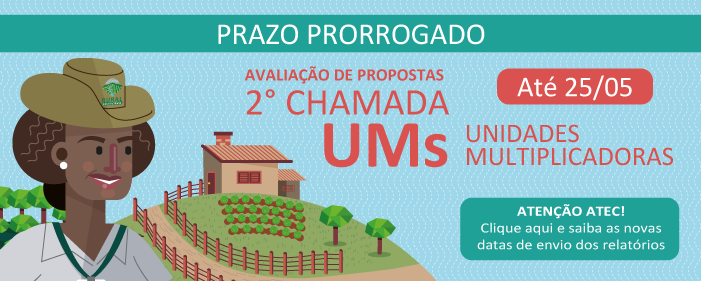 PRAZO PRORROGADO
AVALIAÇÃO DE PROPOSTAS
2° CHAMADA
UMs
UNIDADES
MULTIPLICADORAS
Até 25/05
ATENÇÃO ATEC!
Clique aqui e saiba as novas
datas de envio dos relatórios
RURAL